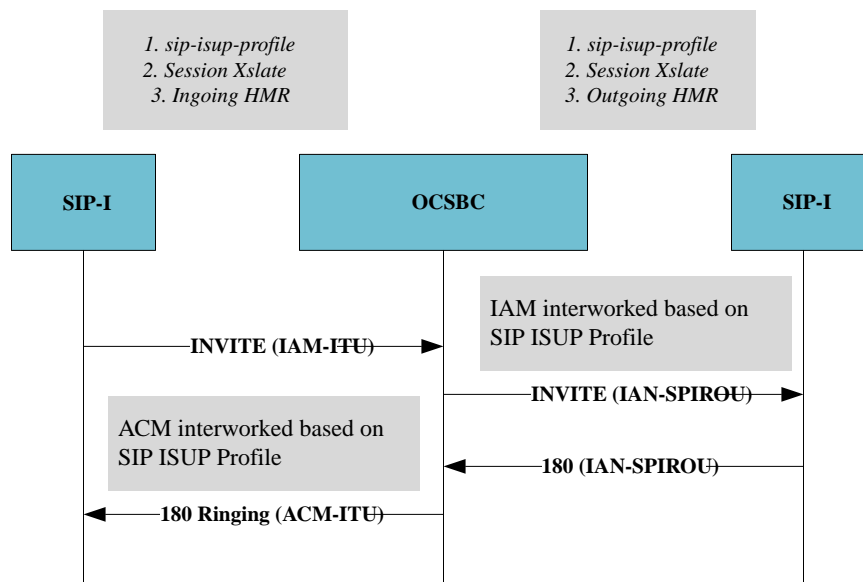 1. sip-isup-profile
2. Session Xslate
3. Ingoing HMR
1. sip-isup-profile
2. Session Xslate
3. Outgoing HMR
SIP-I
OCSBC
SIP-I
IAM interworked based on
SIP ISUP Profile
INVITE (IAM-ITU)
INVITE (IAN-SPIROU)
ACM interworked based on
SIP ISUP Profile
180 (IAN-SPIROU)
180 Ringing (ACM-ITU)